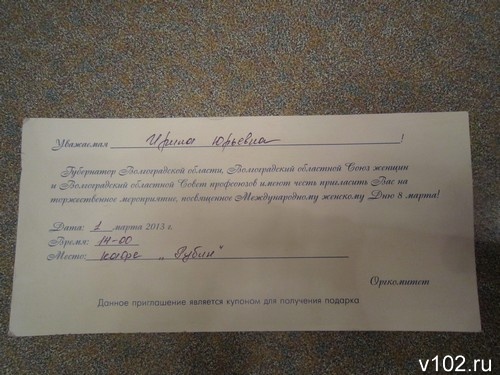 Уважаемая Ирина Юрьевна !
Губернатор Волгоградской области, Волгоградский областной Союз женщин
и Волгоградский областной Совет профсоюзов имеют честь пригласить Вас на
торжественное мероприятие, посвященное Международному женскому Дню 8 марта!
Дата: 1 марта 2013 г.
Время: 14-00
Место: кафе „Рубин"
Оргкомитет
Данное приглашение является купоном для получения подарка
v102.ru